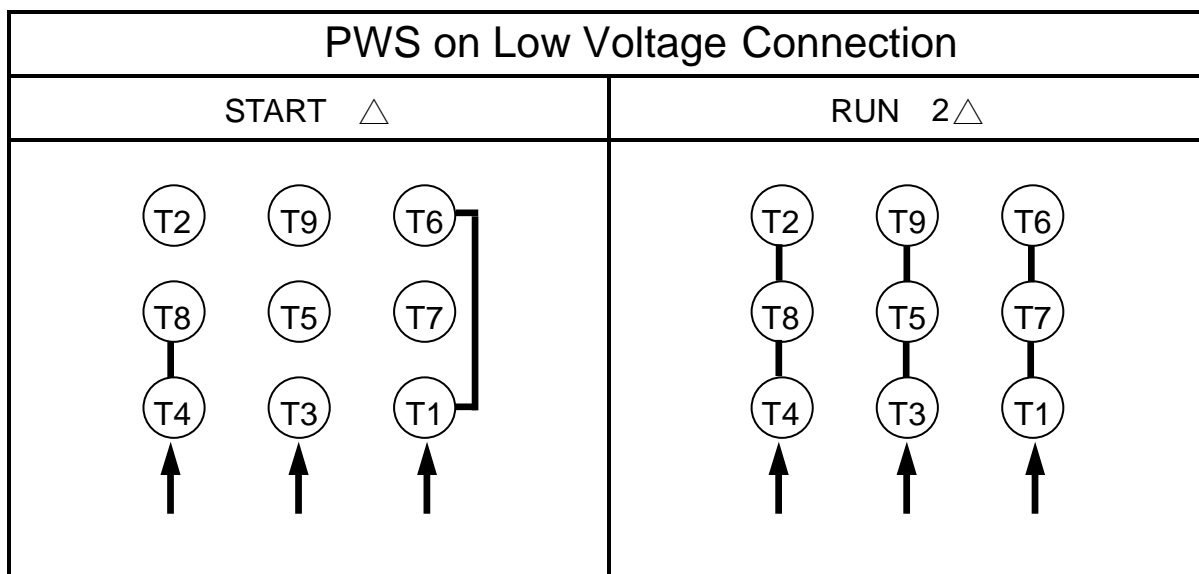 PWS on Low Voltage Connection
START △ RUN 2△
T2 T9 T6 T2 T9 T6
T8 T5 T7 T8 T5 T7
T4 T3 T1 T4 T3 T1